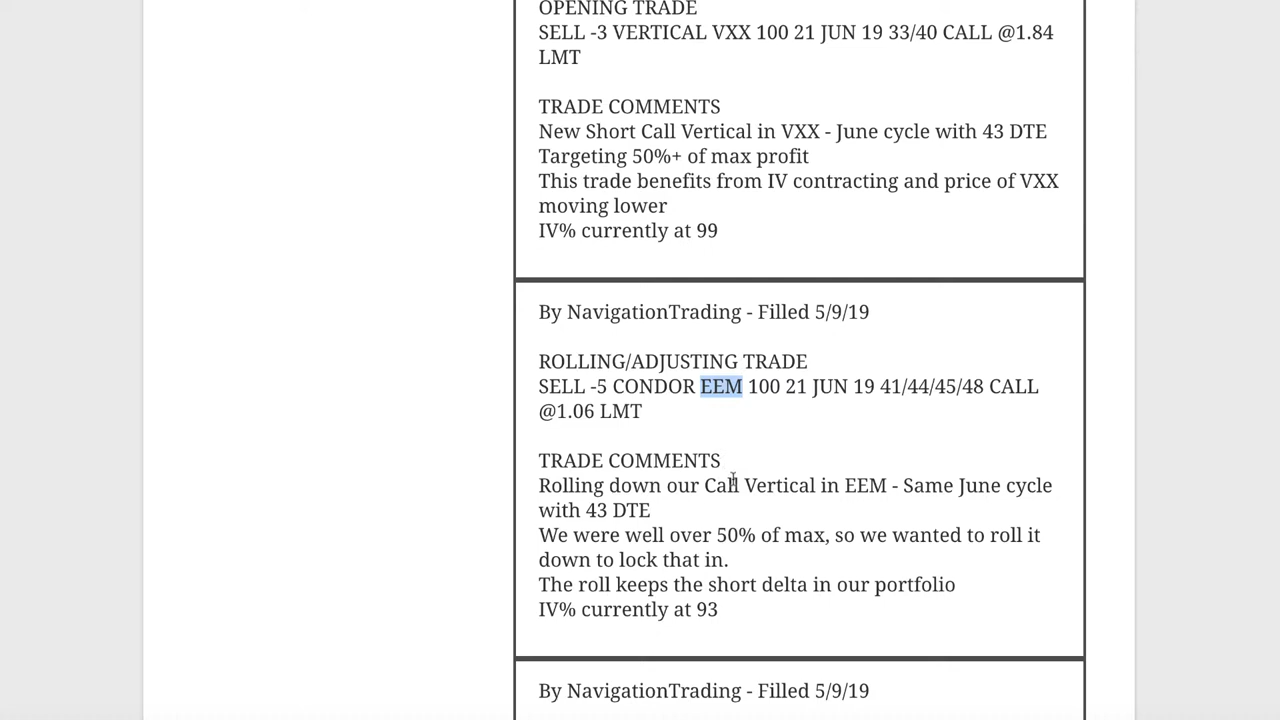 OPENING TRADE
SELL -3 VERTICAL VXX 100 21 JUN 19 33/40 CALL @1.84
LMT
TRADE COMMENTS
New Short Call Vertical in VXX - June cycle with 43 DTE
Targeting 50%+ of max profit
This trade benefits from IV contracting and price of VXX
moving lower
IV% currently at 99
By NavigationTrading - Filled 5/9/19
ROLLING/ADJUSTING TRADE
SELL -5 CONDOR EEM 100 21 JUN 19 41/44/45/48 CALL
@1.06 LMT
TRADE COMMENTS
Rolling down our Call Vertical in EEM - Same June cycle
with 43 DTE
We were well over 50% of max, so we wanted to roll it
down to lock that in.
The roll keeps the short delta in our portfolio
IV% currently at 93
By NavigationTrading - Filled 5/9/19